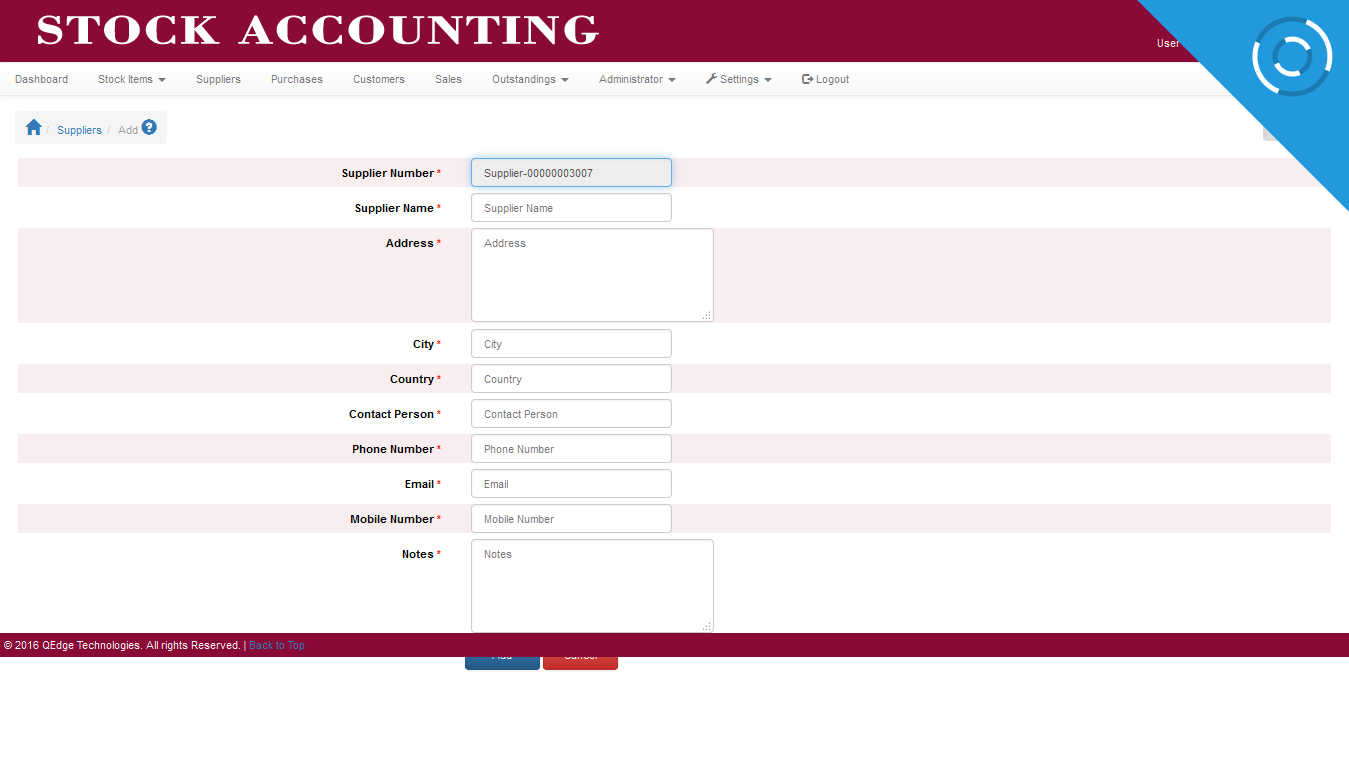 STOCK ACCOUNTING
User
Dashboard Stock Items Suppliers Purchases Customers Sales Outstandings Administrator Settings Logout
/ Suppliers / Add ?
Supplier Number * Supplier-00000003007
Supplier Name * Supplier Name
Address * Address
City * City
Country * Country
Contact Person * Contact Person
Phone Number * Phone Number
Email * Email
Mobile Number * Mobile Number
Notes * Notes
© 2016 QEdge Technologies. All rights Reserved. | Back to Top
Add Cancel